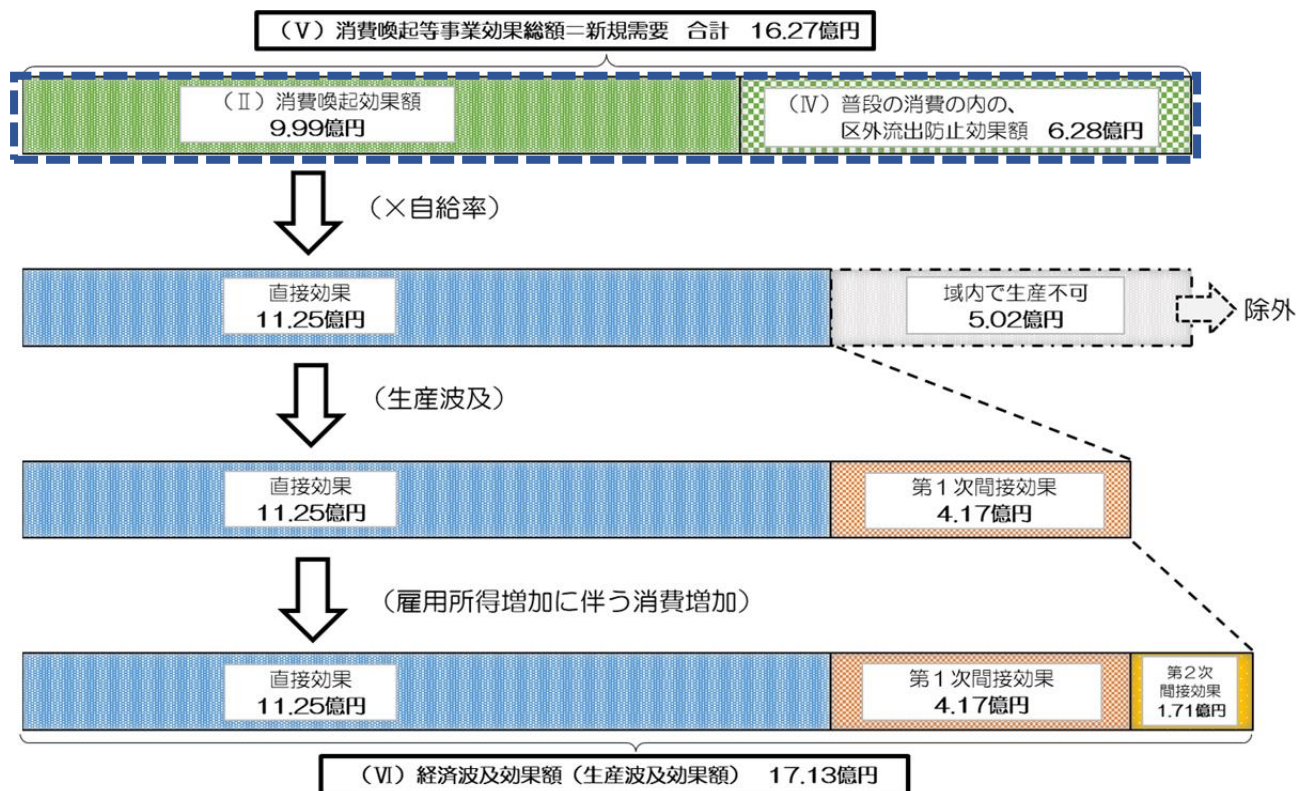 （Ⅴ）消費喚起等事業効果総額＝新規需要 合計 16.27億円
（Ⅱ）消費喚起効果額
9.99億円
（Ⅳ）普段の消費の内の、
区外流出防止効果額 6.28億円
（×自給率）
直接効果
11.25億円
域内で生産不可
5.02億円
除外
（生産波及）
直接効果
11.25億円
第１次間接効果
4.17億円
（雇用所得増加に伴う消費増加）
直接効果
11.25億円
第１次間接効果
4.17億円
第２次
間接効果
1.71億円
（Ⅵ）経済波及効果額（生産波及効果額） 17.13億円